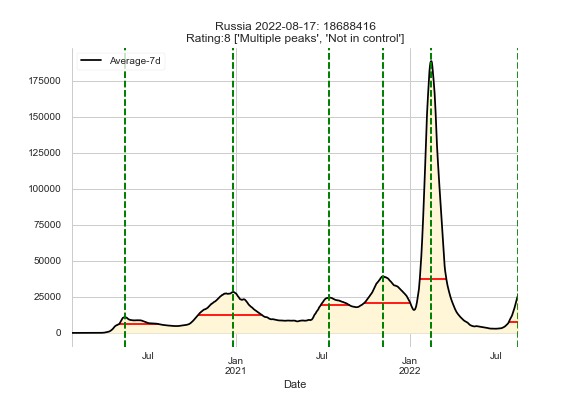 Russia 2022-08-17: 18688416
Rating:8 ['Multiple peaks', 'Not in control']
Average-7d
175000
150000
125000
100000
75000
50000
25000
0
Jul Jan Jul Jan Jul
2021 2022
Date